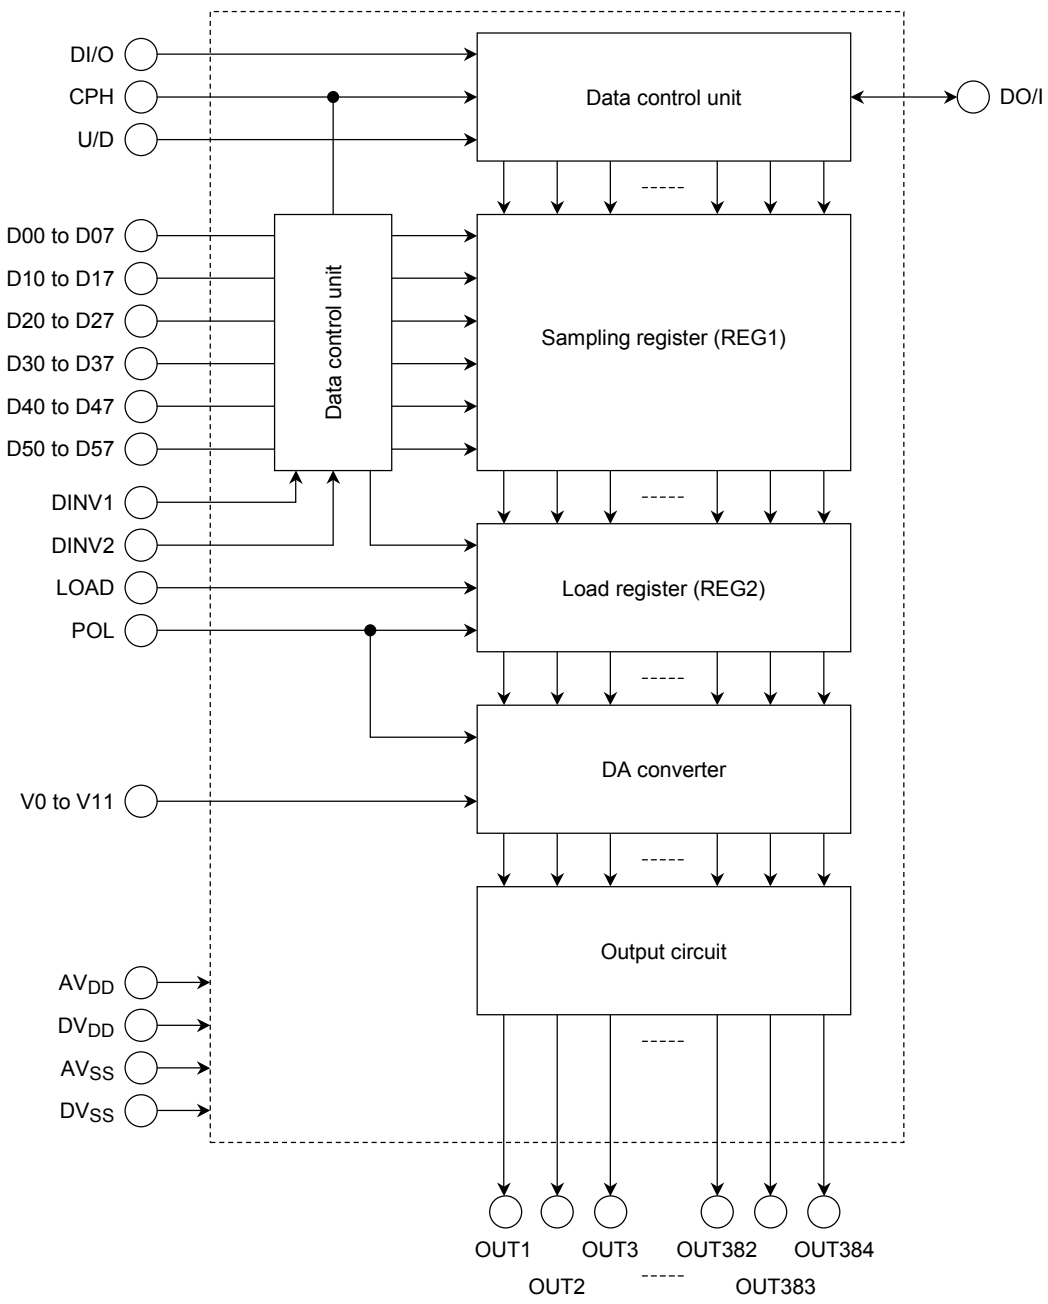 DI/O
CPH
U/D
Data control unit
DO/I
D00 to D07
D10 to D17
D20 to D27
D30 to D37
D40 to D47
D50 to D57
Data control unit
Sampling register (REG1)
DINV1
DINV2
LOAD
POL
Load register (REG2)
V0 to V11
DA converter
Output circuit
AVDD
DVDD
AVSS
DVSS
OUT1
OUT2
OUT3
OUT382
OUT383
OUT384